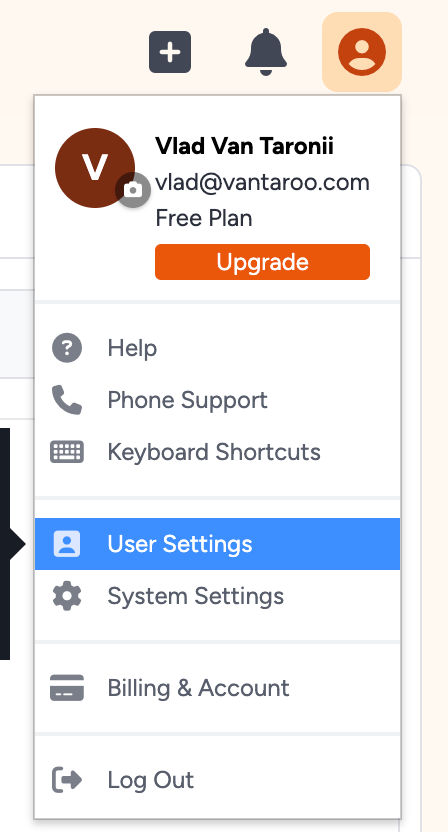 V
Vlad Van Taronii
vlad@vantaroo.com
Free Plan
Upgrade
Help
Phone Support
Keyboard Shortcuts
User Settings
System Settings
Billing & Account
Log Out